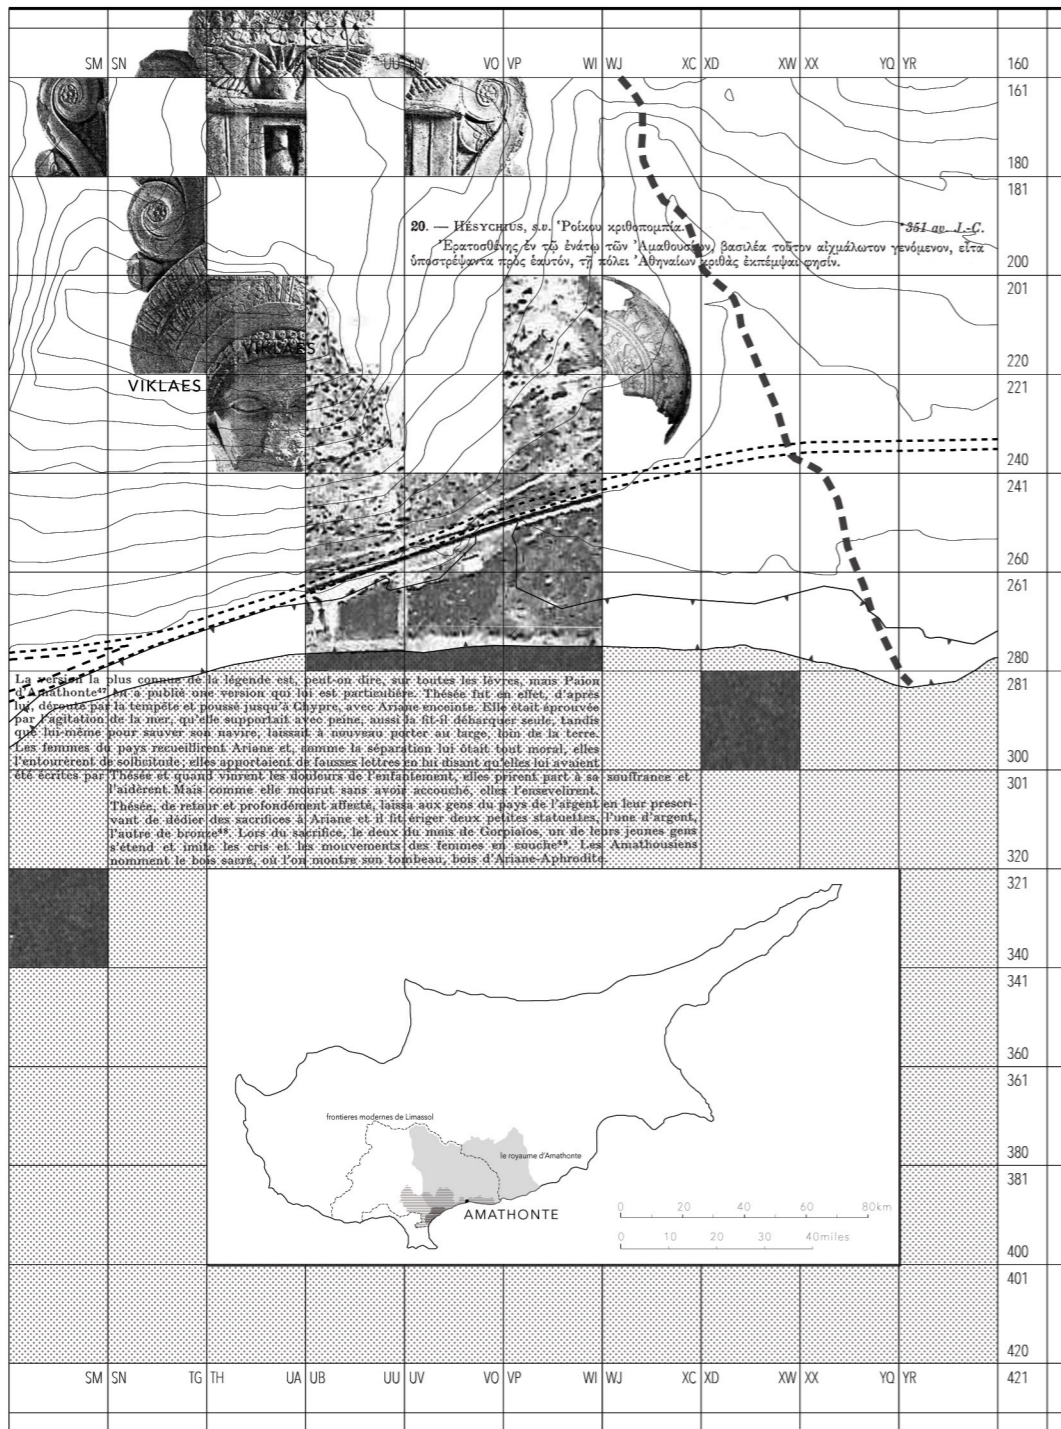 SM SN TG TH UA UB UU UV VO VP WI WJ XC XD XW XX YQ YR 160
161
180
181
20. — HÉSYCHIUS, s.v. Ῥοίκου κριθοπομπία. *351 av. J.-C.
Ἐρατοσθένης ἐν τῷ ἐνάτῳ τῶν Ἀμαθουσίων, βασιλέα τοῦτον αἰχμάλωτον γενόμενον, εἶτα
ὑποστρέψαντα πρὸς ἑαυτόν, τῇ πόλει Ἀθηναίων κριθὰς ἐκπέμψαι φησίν.
200
201
VIKLAES
220
VIKLAES
221
240
241
260
261
280
281
La version la plus connue de la légende est, peut-on dire, sur toutes les lèvres, mais Paion
d'Amathonte⁴⁷ en a publié une version qui lui est particulière. Thésée fut en effet, d'après
lui, dérouté par la tempête et poussé jusqu'à Chypre, avec Ariane enceinte. Elle était éprouvée
par l'agitation de la mer, qu'elle supportait avec peine, aussi la fit-il débarquer seule, tandis
que lui-même pour sauver son navire, laissait à nouveau porter au large, loin de la terre.
Les femmes du pays recueillirent Ariane et, comme la séparation lui ôtait tout moral, elles
l'entourèrent de sollicitude; elles apportaient de fausses lettres en lui disant qu'elles lui avaient
été écrites par Thésée et quand vinrent les douleurs de l'enfantement, elles prirent part à sa souffrance et
l'aidèrent. Mais comme elle mourut sans avoir accouché, elles l'ensevelirent.
Thésée, de retour et profondément affecté, laissa aux gens du pays de l'argent en leur prescri-
vant de dédier des sacrifices à Ariane et il fit ériger deux petites statuettes, l'une d'argent,
l'autre de bronze⁴⁸. Lors du sacrifice, le deux du mois de Gorpiaîos, un de leurs jeunes gens
s'étend et imite les cris et les mouvements des femmes en couche⁴⁹. Les Amathousiens
nomment le bois sacré, où l'on montre son tombeau, bois d'Ariane-Aphrodite.
300
301
320
321
340
341
360
361
frontieres modernes de Limassol
le royaume d'Amathonte
380
381
AMATHONTE
0 20 40 60 80km
0 10 20 30 40miles
400
401
420
SM SN TG TH UA UB UU UV VO VP WI WJ XC XD XW XX YQ YR 421